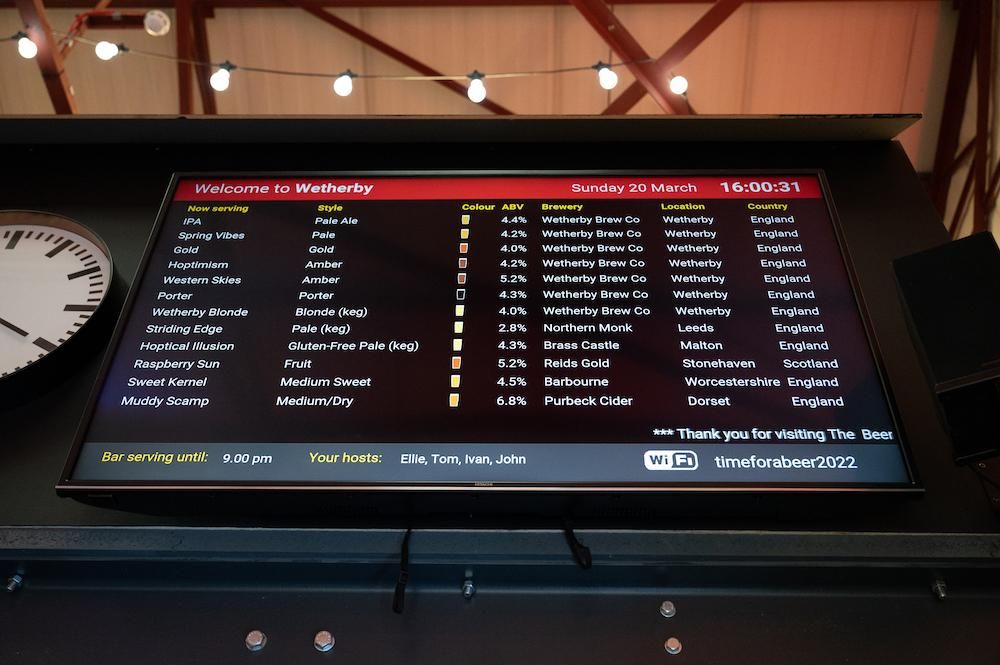 Welcome to Wetherby Sunday 20 March 16:00:31
Now serving Style Colour ABV Brewery Location Country
IPA Pale Ale 4.4% Wetherby Brew Co Wetherby England
Spring Vibes Pale 4.2% Wetherby Brew Co Wetherby England
Gold Gold 4.0% Wetherby Brew Co Wetherby England
Hoptimism Amber 4.2% Wetherby Brew Co Wetherby England
Western Skies Amber 5.2% Wetherby Brew Co Wetherby England
Porter Porter 4.3% Wetherby Brew Co Wetherby England
Wetherby Blonde Blonde (keg) 4.0% Wetherby Brew Co Wetherby England
Striding Edge Pale (keg) 2.8% Northern Monk Leeds England
Hoptical Illusion Gluten-Free Pale (keg) 4.3% Brass Castle Malton England
Raspberry Sun Fruit 5.2% Reids Gold Stonehaven Scotland
Sweet Kernel Medium Sweet 4.5% Barbourne Worcestershire England
Muddy Scamp Medium/Dry 6.8% Purbeck Cider Dorset England
*** Thank you for visiting The Beer
Bar serving until: 9.00 pm Your hosts: Ellie, Tom, Ivan, John WiFi timeforabeer2022
HITACHI